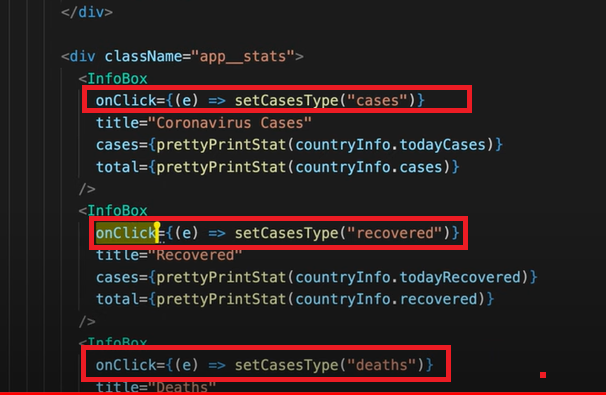 </div>
<div className="app__stats">
<InfoBox
onClick={(e) => setCasesType("cases")}
title="Coronavirus Cases"
cases={prettyPrintStat(countryInfo.todayCases)}
total={prettyPrintStat(countryInfo.cases)}
/>
<InfoBox
onClick={(e) => setCasesType("recovered")}
title="Recovered"
cases={prettyPrintStat(countryInfo.todayRecovered)}
total={prettyPrintStat(countryInfo.recovered)}
/>
<InfoBox
onClick={(e) => setCasesType("deaths")}
title="Deaths"